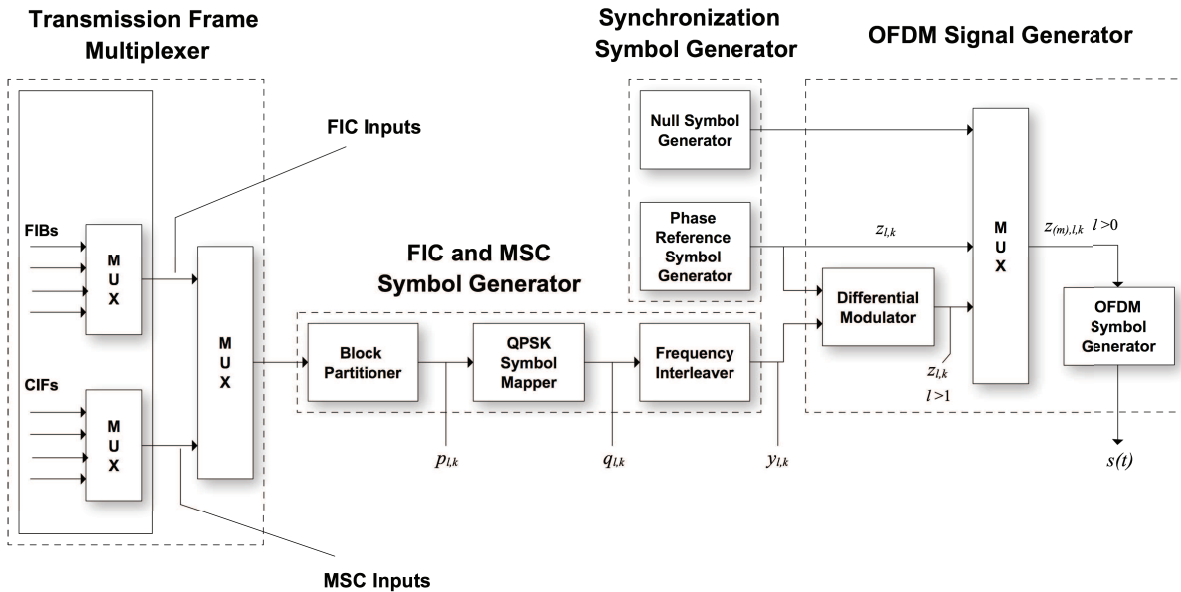 Transmission Frame
Multiplexer
Synchronization
Symbol Generator
OFDM Signal Generator
FIC Inputs
Null Symbol
Generator
FIBs
M
U
X
Phase
Reference
Symbol
Generator
z_{l,k}
M
U
X
z_{(m),l,k} l >0
FIC and MSC
Symbol Generator
Differential
Modulator
OFDM
Symbol
Generator
M
U
X
Block
Partitioner
QPSK
Symbol
Mapper
Frequency
Interleaver
z_{l,k}
l >1
CIFs
M
U
X
p_{l,k}
q_{l,k}
y_{l,k}
s(t)
MSC Inputs